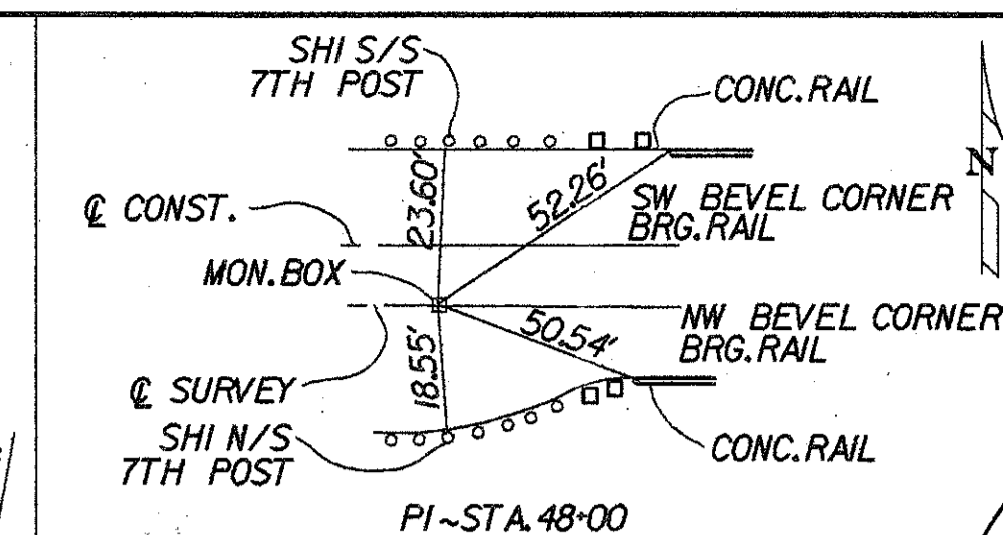 SHI S/S
7TH POST
CONC. RAIL
N
23.60'
52.26'
SW BEVEL CORNER
BRG. RAIL
℄ CONST.
MON. BOX
NW BEVEL CORNER
BRG. RAIL
50.54'
18.55'
℄ SURVEY
SHI N/S
7TH POST
CONC. RAIL
PI~STA. 48+00